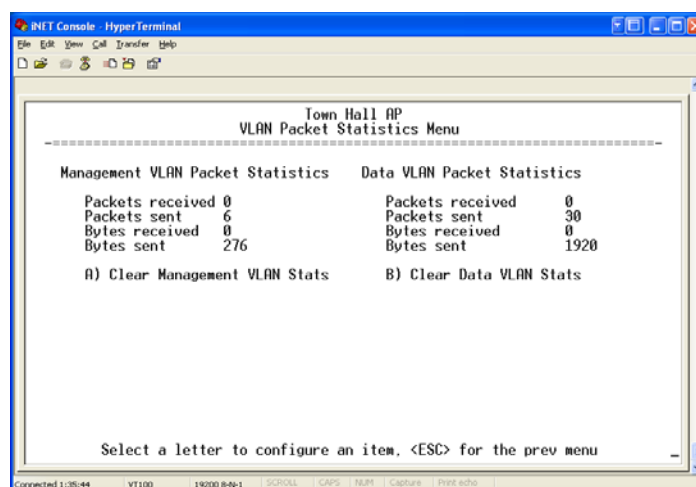 iNET Console - HyperTerminal
File Edit View Call Transfer Help
Town Hall AP
VLAN Packet Statistics Menu
-==============================================================================-
Management VLAN Packet Statistics Data VLAN Packet Statistics
Packets received 0 Packets received 0
Packets sent 6 Packets sent 30
Bytes received 0 Bytes received 0
Bytes sent 276 Bytes sent 1920
A) Clear Management VLAN Stats B) Clear Data VLAN Stats
Select a letter to configure an item, <ESC> for the prev menu
Connected 1:35:44 VT100 19200 8-N-1 SCROLL CAPS NUM Capture Print echo